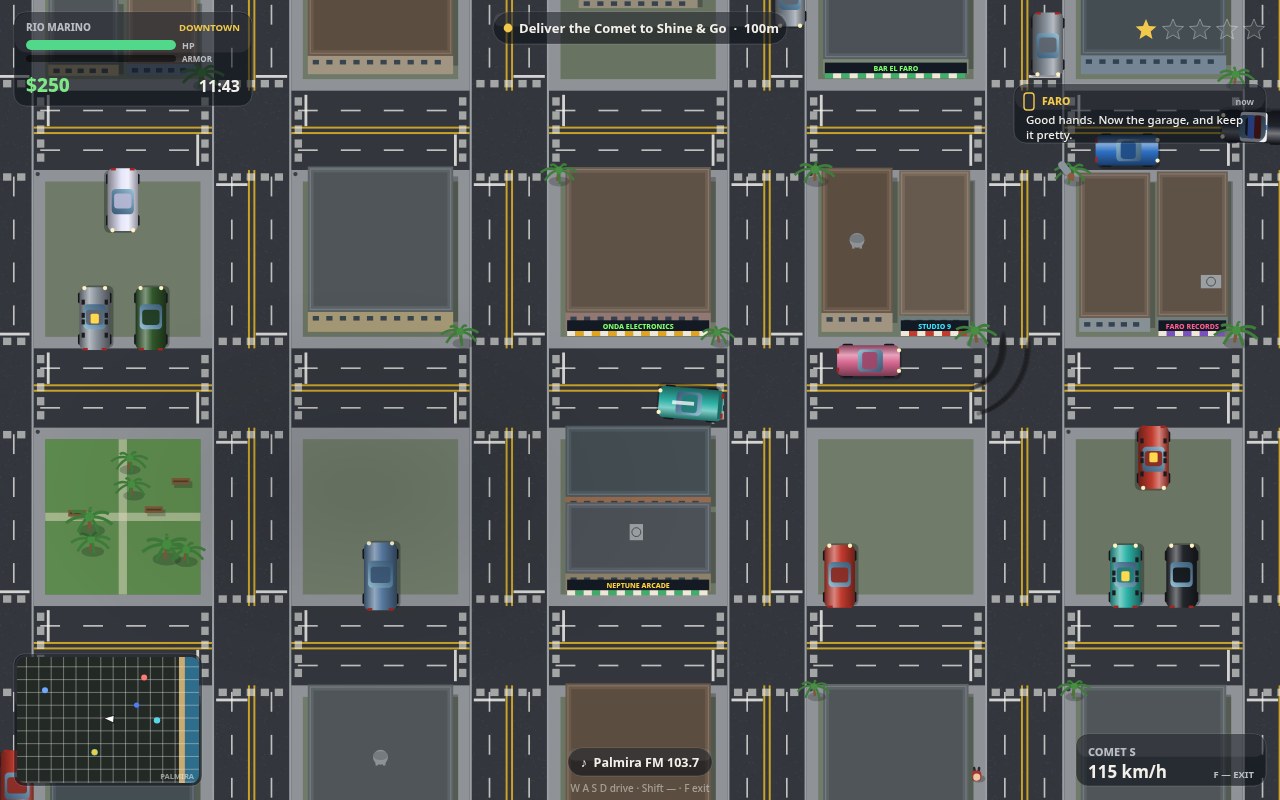 RIO MARINO
DOWNTOWN
HP
ARMOR
$250
11:43
Deliver the Comet to Shine & Go · 100m
BAR EL FARO
FARO
now
Good hands. Now the garage, and keep
it pretty.
ONDA ELECTRONICS
STUDIO 9
FARO RECORDS
NEPTUNE ARCADE
PALMIRA
♪ Palmira FM 103.7
W A S D drive · Shift — · F exit
COMET S
115 km/h
F — EXIT